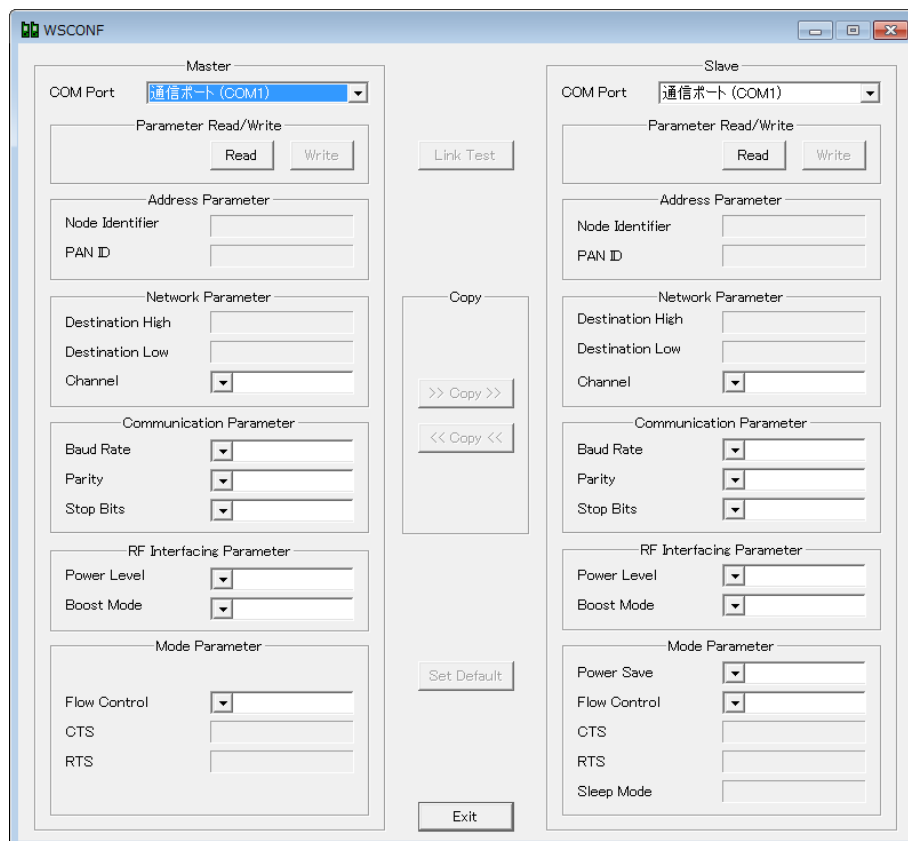 WSCONF
Master
COM Port 通信ポート (COM1)
Parameter Read/Write
Read Write
Address Parameter
Node Identifier
PAN ID
Network Parameter
Destination High
Destination Low
Channel
Communication Parameter
Baud Rate
Parity
Stop Bits
RF Interfacing Parameter
Power Level
Boost Mode
Mode Parameter
Flow Control
CTS
RTS
Link Test
Copy
>> Copy >>
<< Copy <<
Set Default
Exit
Slave
COM Port 通信ポート (COM1)
Parameter Read/Write
Read Write
Address Parameter
Node Identifier
PAN ID
Network Parameter
Destination High
Destination Low
Channel
Communication Parameter
Baud Rate
Parity
Stop Bits
RF Interfacing Parameter
Power Level
Boost Mode
Mode Parameter
Power Save
Flow Control
CTS
RTS
Sleep Mode